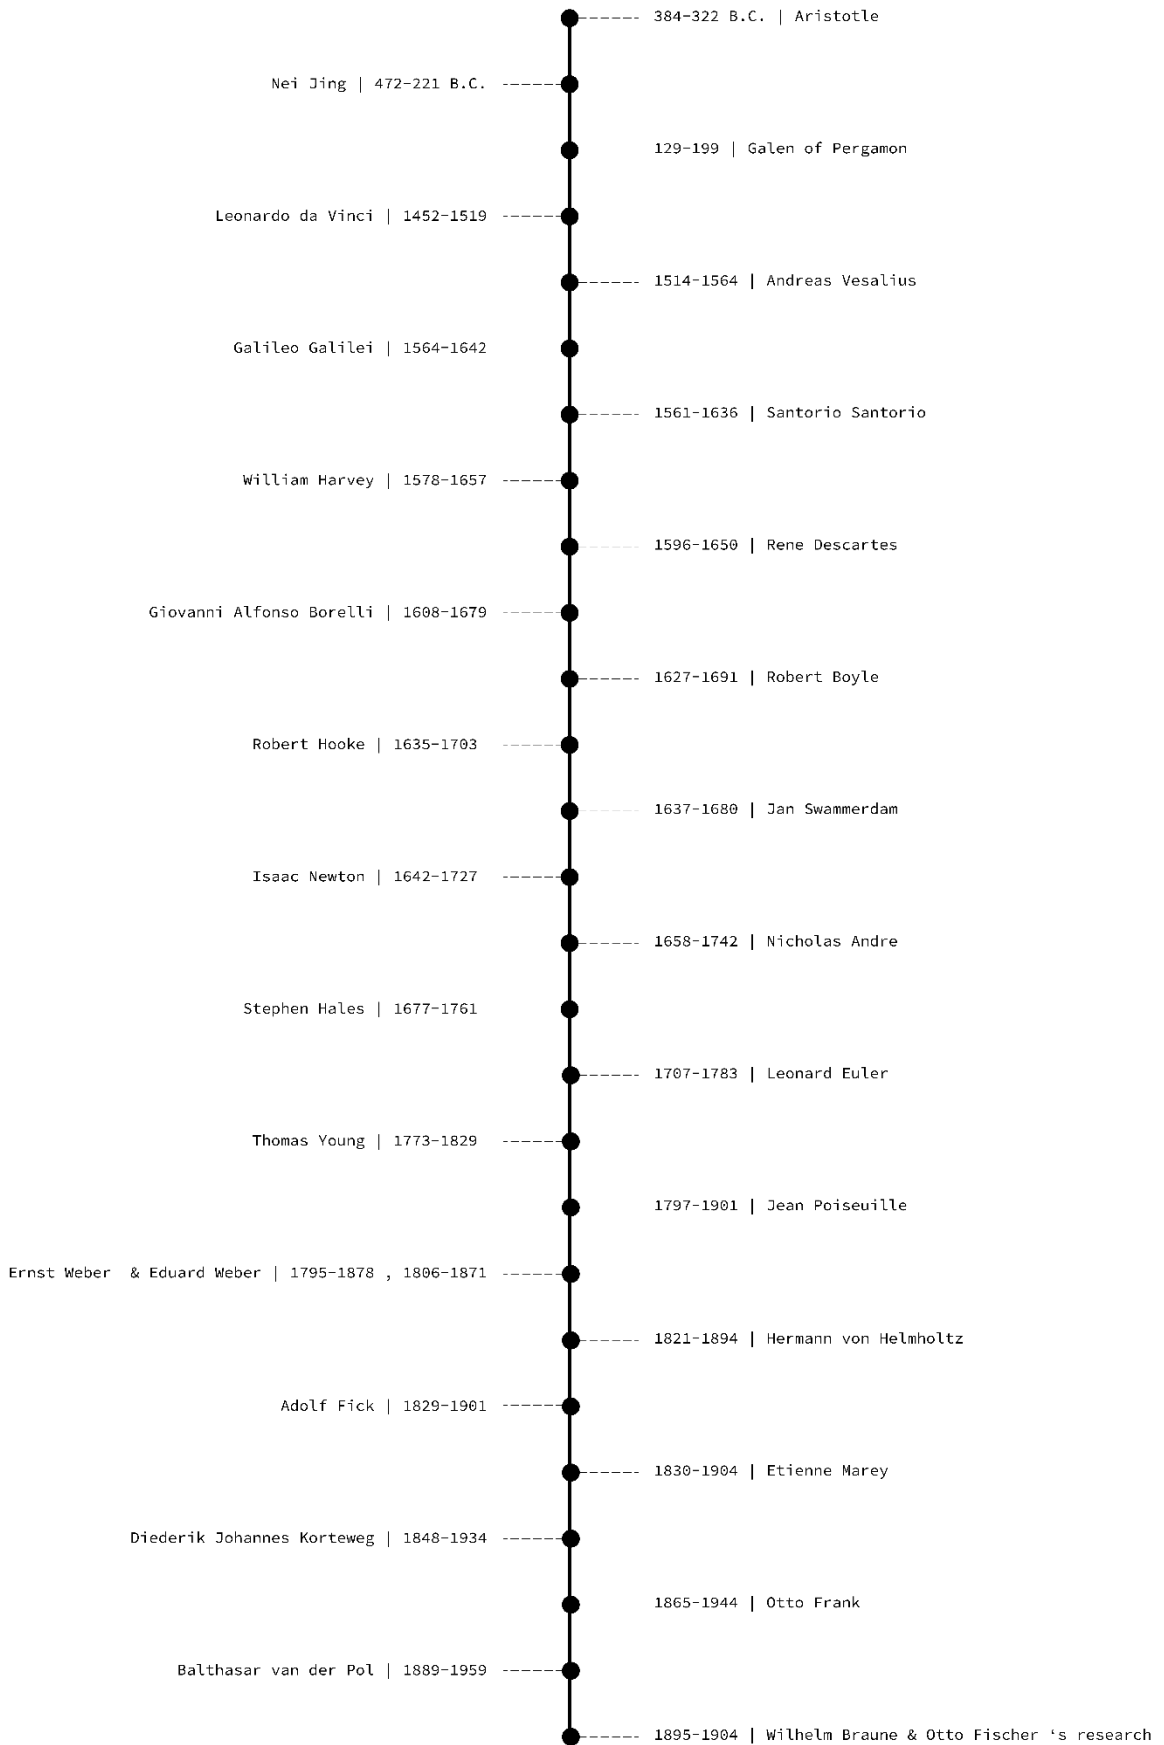 384-322 B.C. | Aristotle
Nei Jing | 472-221 B.C.
129-199 | Galen of Pergamon
Leonardo da Vinci | 1452-1519
1514-1564 | Andreas Vesalius
Galileo Galilei | 1564-1642
1561-1636 | Santorio Santorio
William Harvey | 1578-1657
1596-1650 | Rene Descartes
Giovanni Alfonso Borelli | 1608-1679
1627-1691 | Robert Boyle
Robert Hooke | 1635-1703
1637-1680 | Jan Swammerdam
Isaac Newton | 1642-1727
1658-1742 | Nicholas Andre
Stephen Hales | 1677-1761
1707-1783 | Leonard Euler
Thomas Young | 1773-1829
1797-1901 | Jean Poiseuille
Ernst Weber  & Eduard Weber | 1795-1878 , 1806-1871
1821-1894 | Hermann von Helmholtz
Adolf Fick | 1829-1901
1830-1904 | Etienne Marey
Diederik Johannes Korteweg | 1848-1934
1865-1944 | Otto Frank
Balthasar van der Pol | 1889-1959
1895-1904 | Wilhelm Braune & Otto Fischer ‘s research